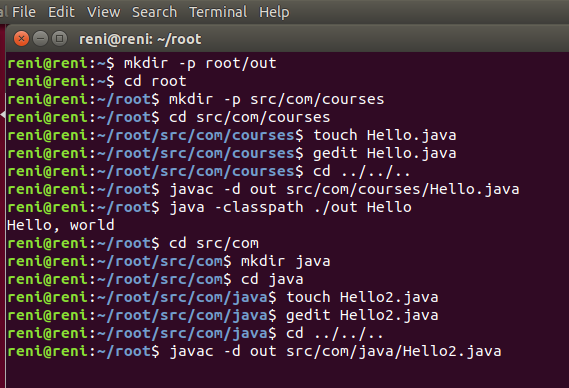 al File Edit View Search Terminal Help
reni@reni: ~/root
reni@reni:~$ mkdir -p root/out
reni@reni:~$ cd root
reni@reni:~/root$ mkdir -p src/com/courses
reni@reni:~/root$ cd src/com/courses
reni@reni:~/root/src/com/courses$ touch Hello.java
reni@reni:~/root/src/com/courses$ gedit Hello.java
reni@reni:~/root/src/com/courses$ cd ../../..
reni@reni:~/root$ javac -d out src/com/courses/Hello.java
reni@reni:~/root$ java -classpath ./out Hello
Hello, world
reni@reni:~/root$ cd src/com
reni@reni:~/root/src/com$ mkdir java
reni@reni:~/root/src/com$ cd java
reni@reni:~/root/src/com/java$ touch Hello2.java
reni@reni:~/root/src/com/java$ gedit Hello2.java
reni@reni:~/root/src/com/java$ cd ../../..
reni@reni:~/root$ javac -d out src/com/java/Hello2.java